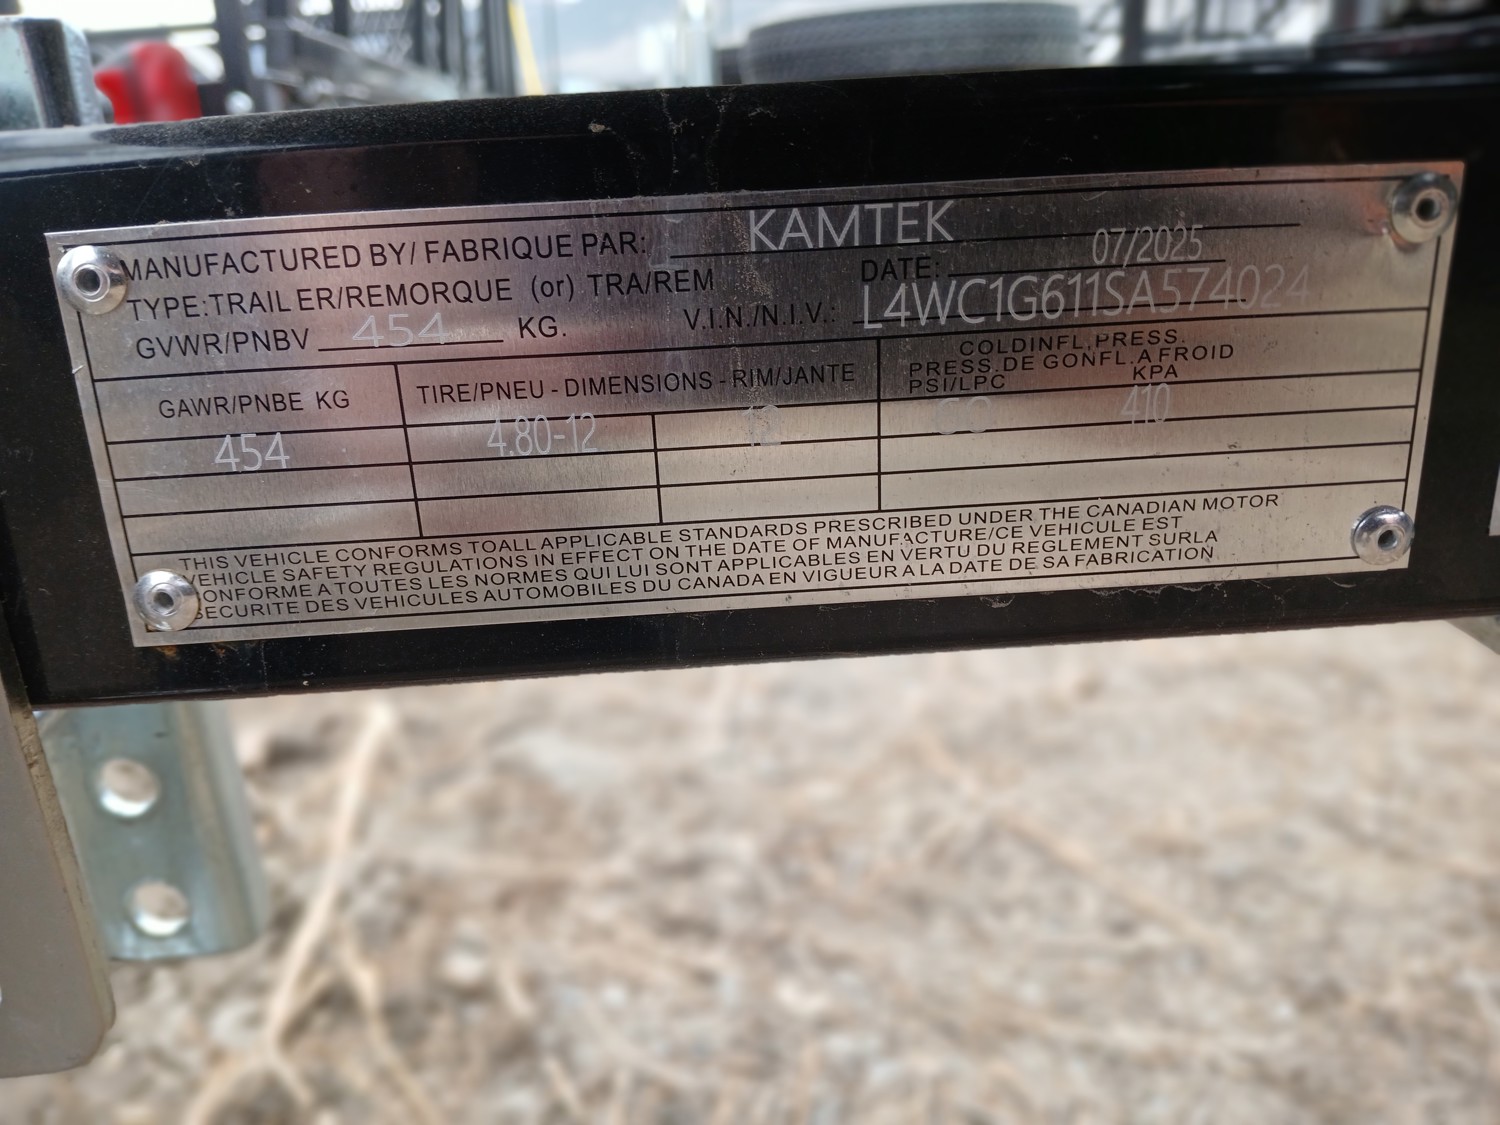 MANUFACTURED BY/ FABRIQUE PAR: KAMTEK
TYPE:TRAILER/REMORQUE (or) TRA/REM DATE: 07/2025
GVWR/PNBV 454 KG. V.I.N./N.I.V.: L4WC1G611SA574024
GAWR/PNBE KG TIRE/PNEU - DIMENSIONS - RIM/JANTE COLDINFL,PRESS.
PRESS.DE GONFL.A FROID
PSI/LPC KPA
454 4.80-12 12 410
THIS VEHICLE CONFORMS TOALL APPLICABLE STANDARDS PRESCRIBED UNDER THE CANADIAN MOTOR
VEHICLE SAFETY REGULATIONS IN EFFECT ON THE DATE OF MANUFACTURE/CE VEHICULE EST
CONFORME A TOUTES LES NORMES QUI LUI SONT APPLICABLES EN VERTU DU REGLEMENT SURLA
SECURITE DES VEHICULES AUTOMOBILES DU CANADA EN VIGUEUR A LA DATE DE SA FABRICATION